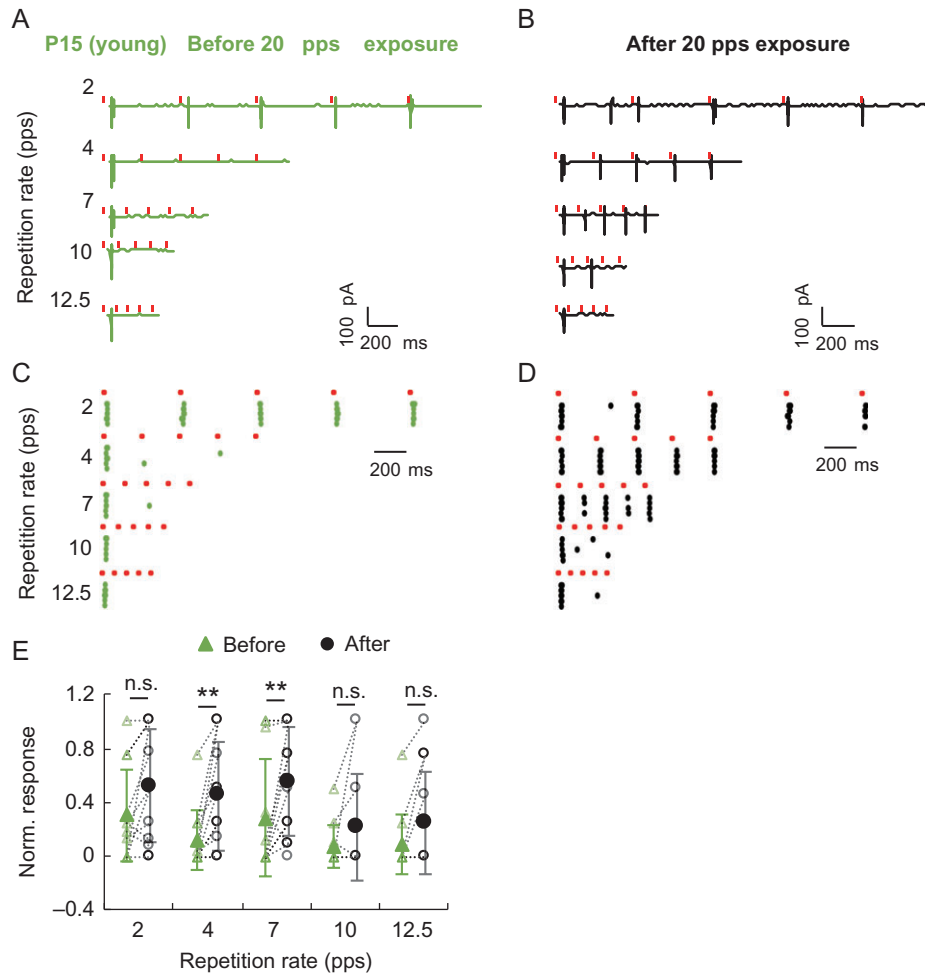 A
P15 (young) Before 20 pps exposure
Repetition rate (pps)
2
4
7
10
12.5
100 pA
200 ms
B
After 20 pps exposure
100 pA
200 ms
C
Repetition rate (pps)
2
4
7
10
12.5
200 ms
D
200 ms
E
Before After
n.s. ** ** n.s. n.s.
Norm. response
1.2
0.8
0.4
0
−0.4
2 4 7 10 12.5
Repetition rate (pps)